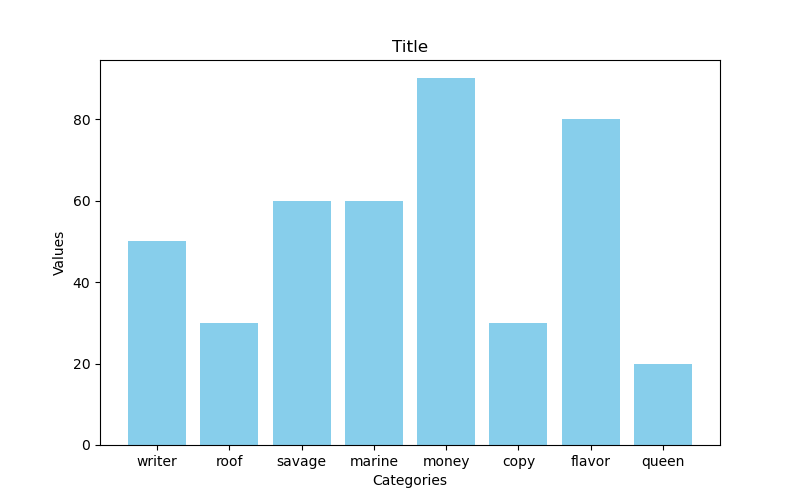 Title
Values
80
60
40
20
0
writer roof savage marine money copy flavor queen
Categories